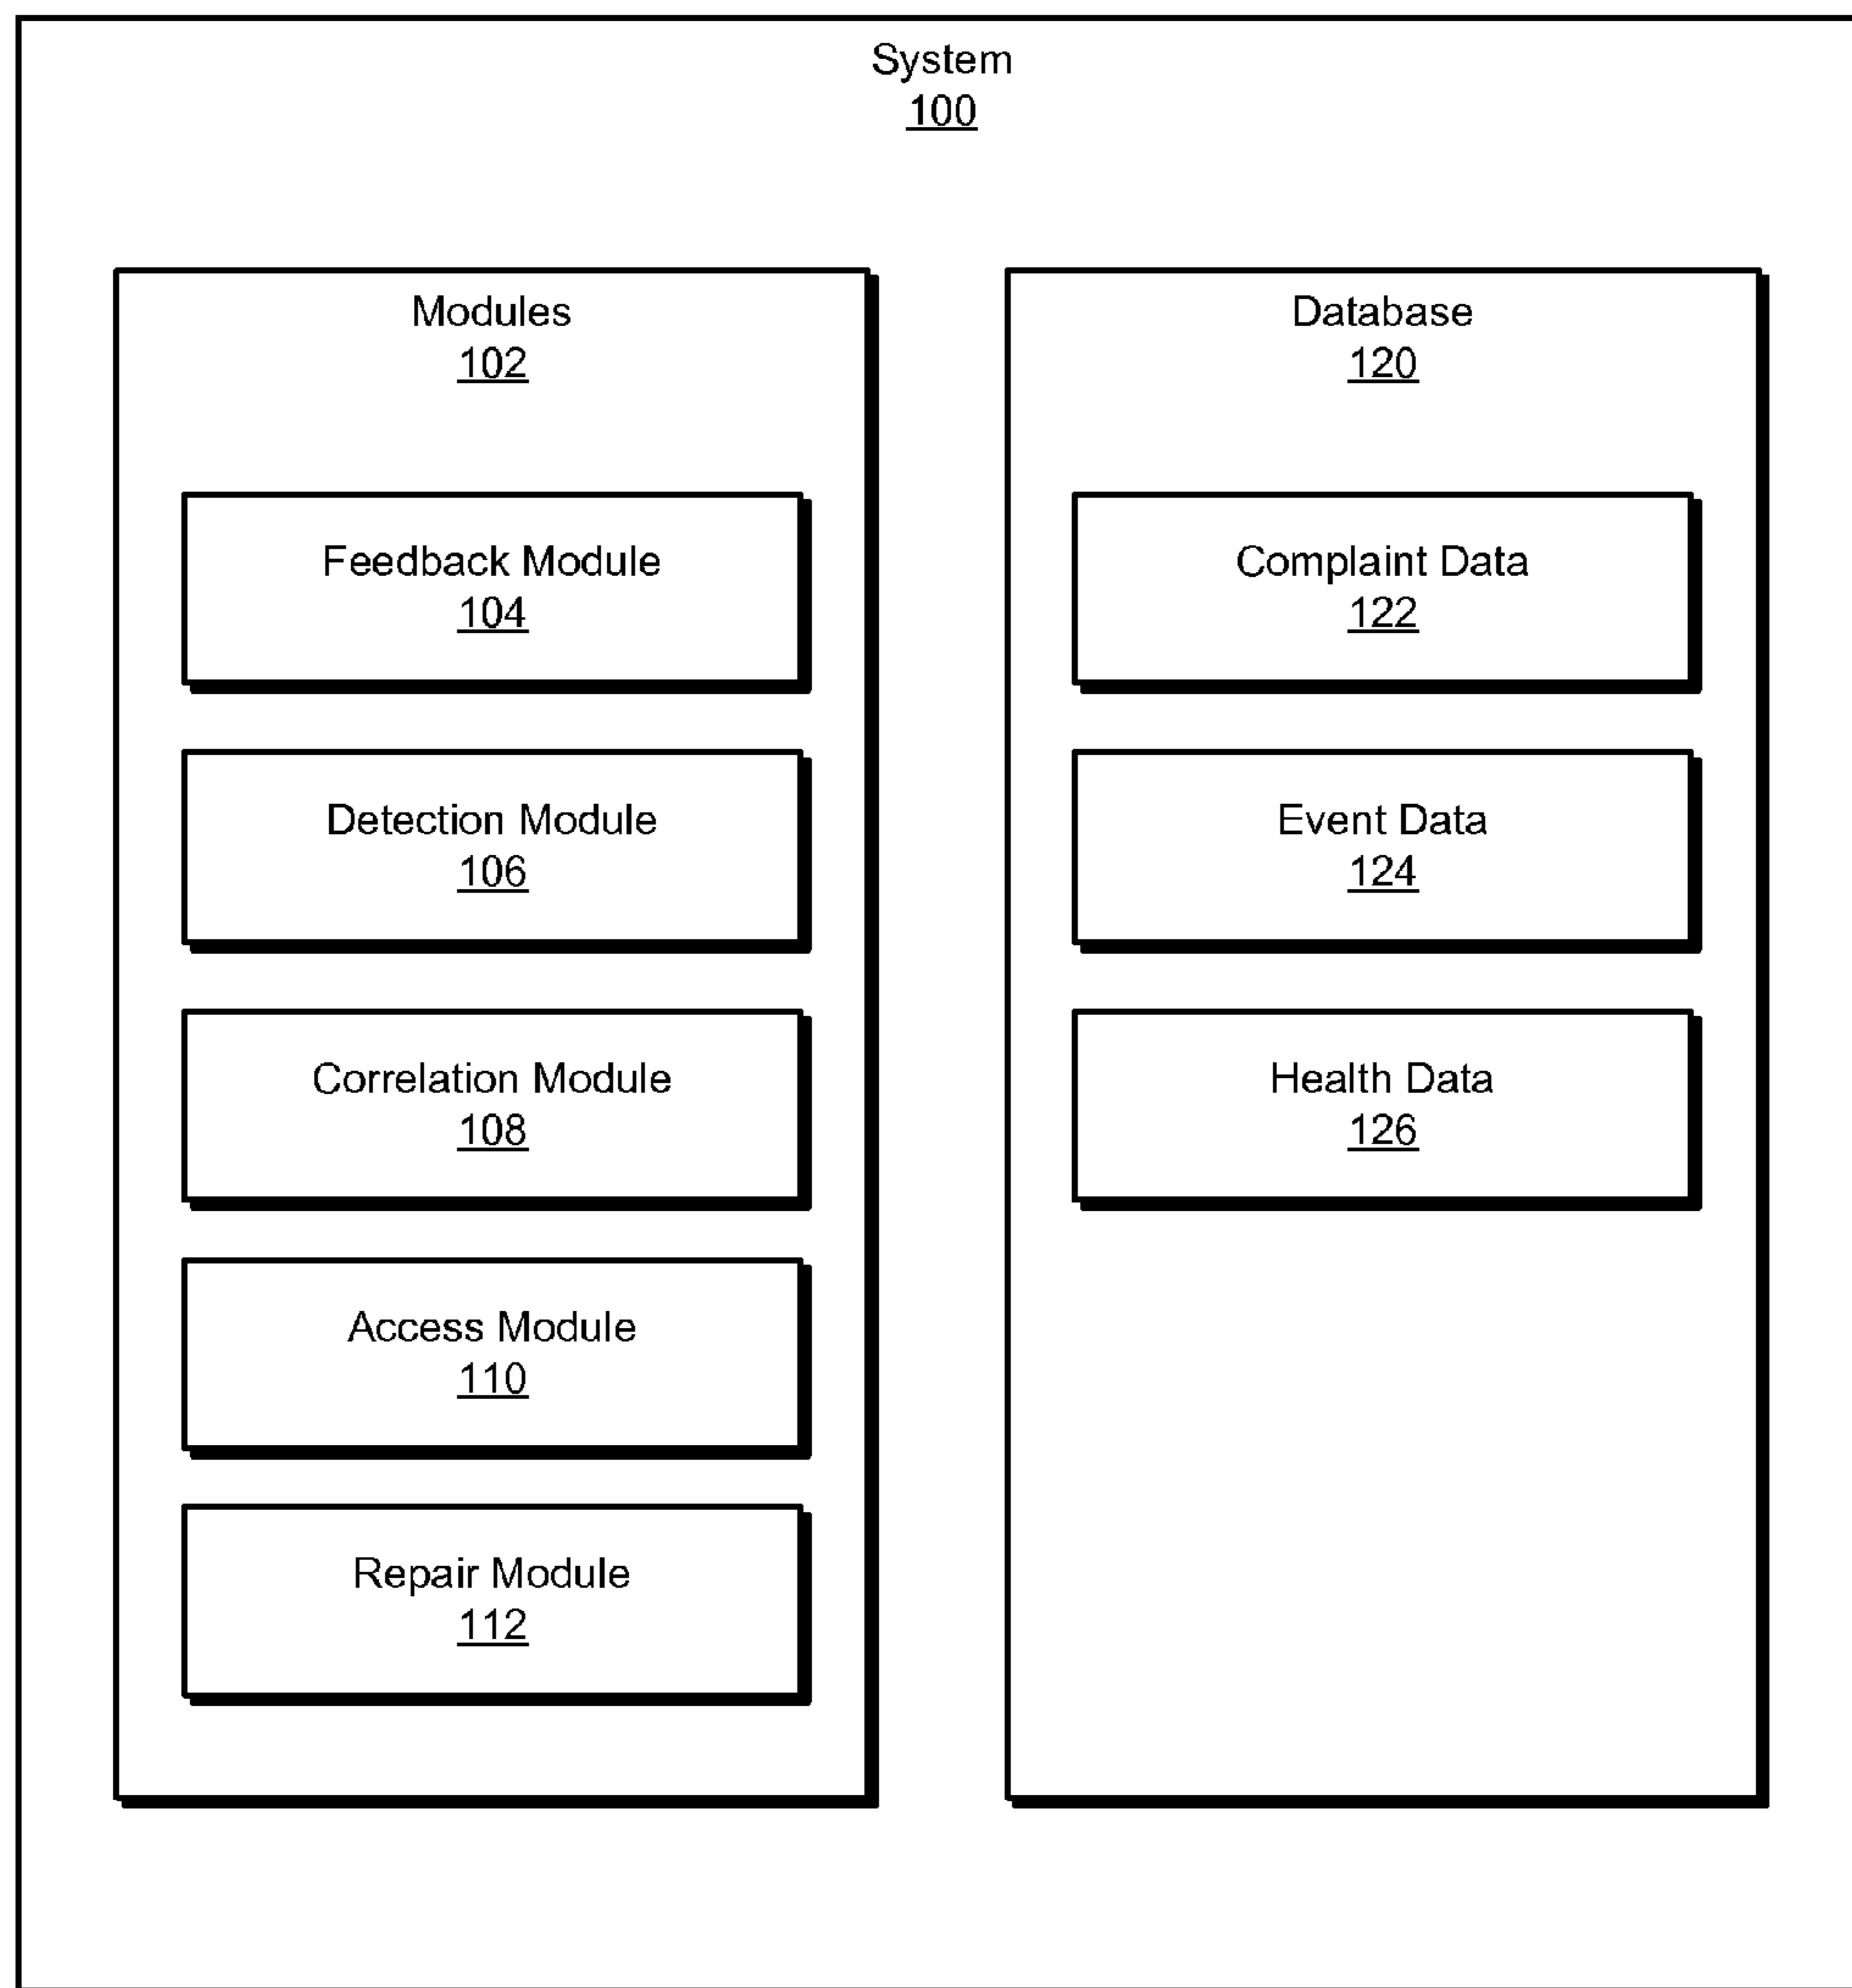 System
100
Modules
102
Feedback Module
104
Detection Module
106
Correlation Module
108
Access Module
110
Repair Module
112
Database
120
Complaint Data
122
Event Data
124
Health Data
126